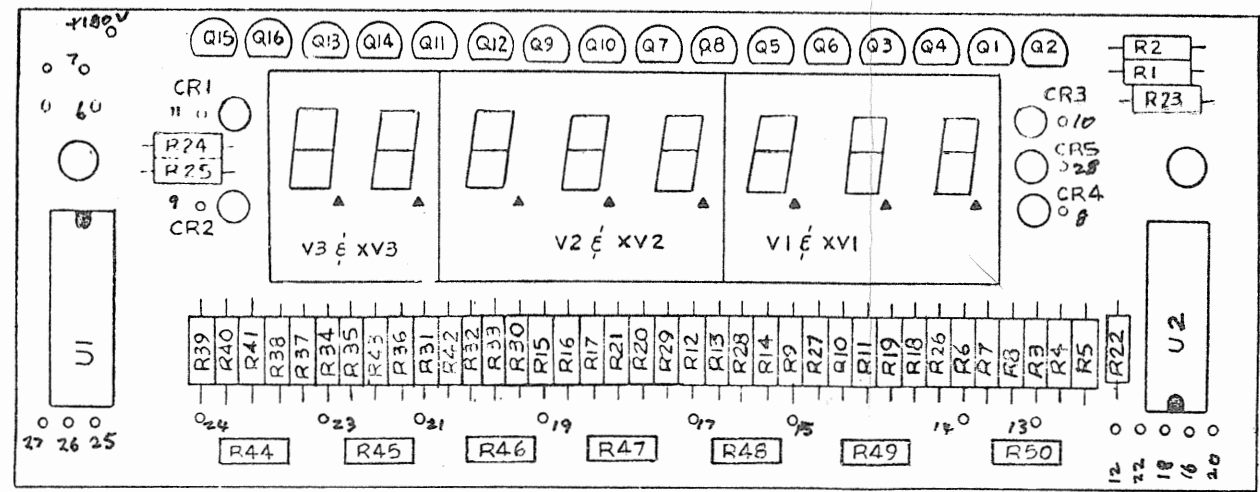 +180V
Q15 Q16 Q13 Q14 Q11 Q12 Q9 Q10 Q7 Q8 Q5 Q6 Q3 Q4 Q1 Q2
R2
R1
R23
7
6
CR1
11
R24
R25
9
CR2
CR3
10
CR5
28
CR4
8
V3 & XV3
V2 & XV2
V1 & XV1
U1
U2
R39 R40 R41 R38 R37 R34 R35 R43 R36 R31 R42 R32 R33 R30 R15 R16 R17 R21 R20 R29 R12 R13 R28 R14 R9 R27 Q10 R11 R19 R18 R26 R6 R7 R8 R3 R4 R5 R22
27 26 25
24 23 21 19 17 15 14 13
R44 R45 R46 R47 R48 R49 R50
12 22 18 16 20